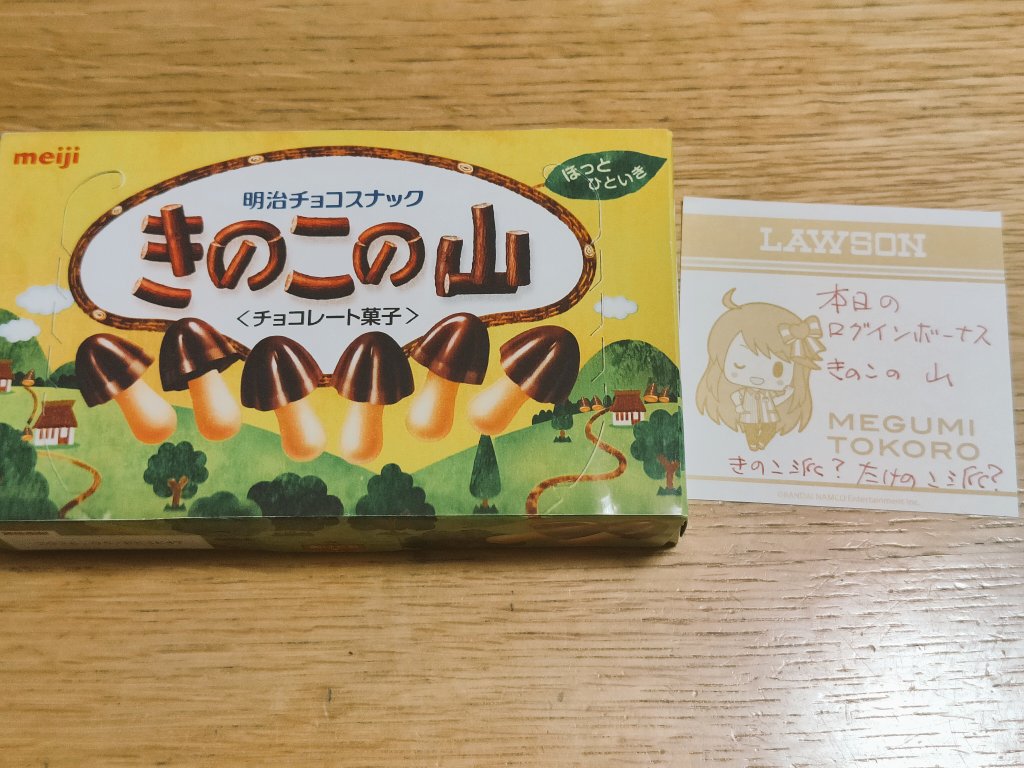 meiji
ほっと
ひといき
明治チョコスナック
きのこの山
〈チョコレート菓子〉
LAWSON
本日の
ログインボーナス
きのこの 山
MEGUMI
TOKORO
きのこ派? たけのこ派?
©BANDAI NAMCO Entertainment Inc.